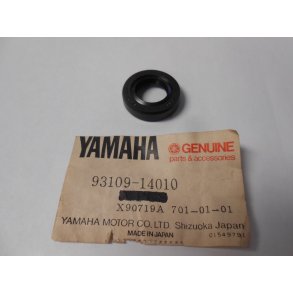 YAMAHA GENUINE
parts & accessories
93109-14010
X90719A 701-01-01
YAMAHA MOTOR CO., LTD. Shizuoka Japan
MADE IN JAPAN